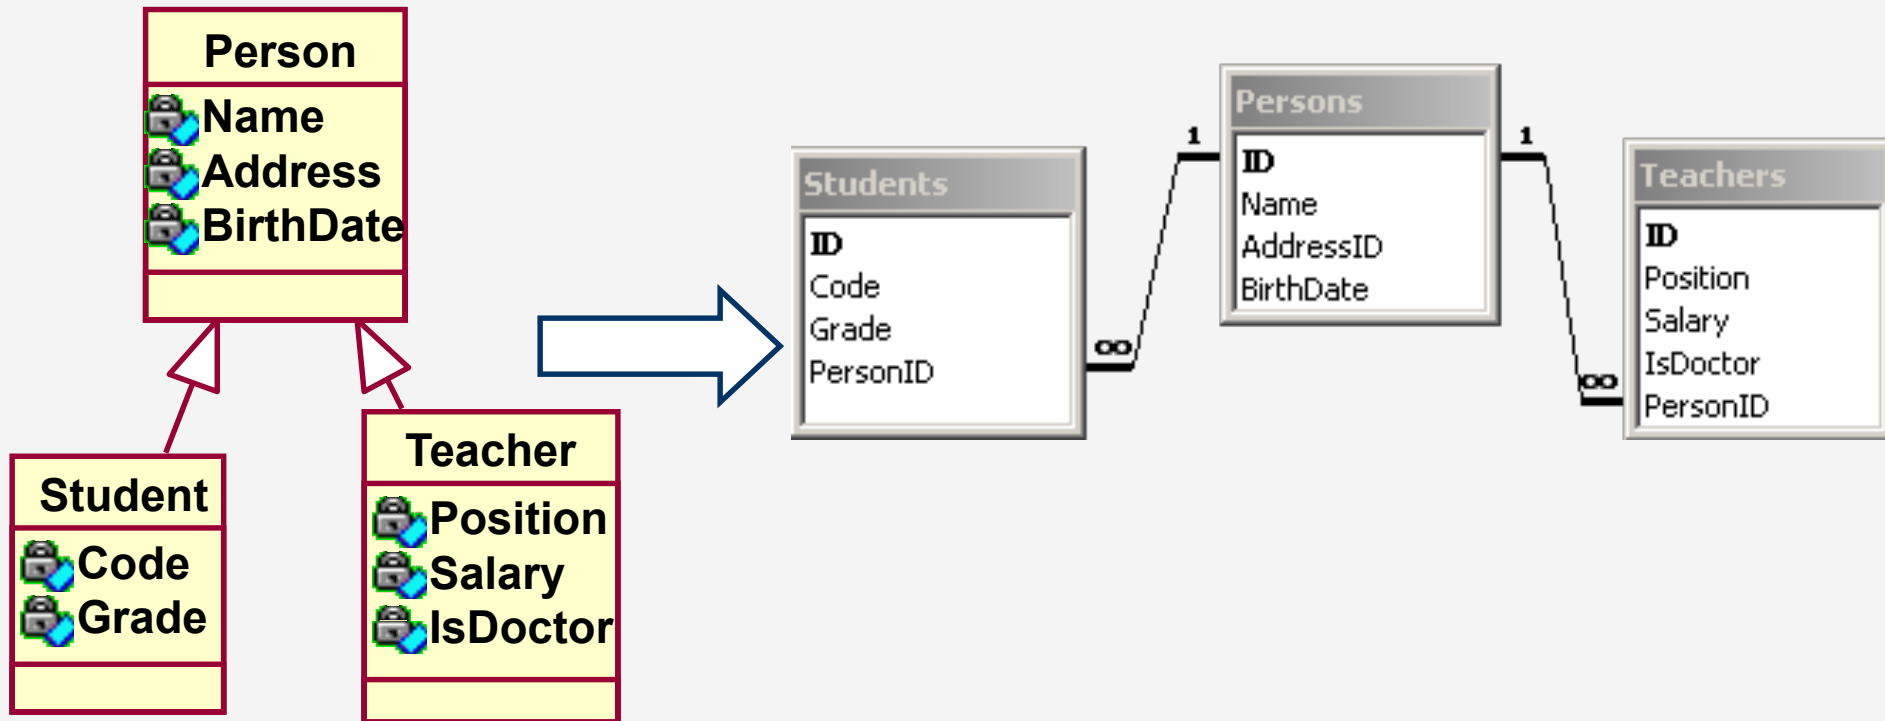 Person
Name
Address
BirthDate
Student
Code
Grade
Teacher
Position
Salary
IsDoctor
Students
ID
Code
Grade
PersonID
∞
1
Persons
ID
Name
AddressID
BirthDate
1
∞
Teachers
ID
Position
Salary
IsDoctor
PersonID